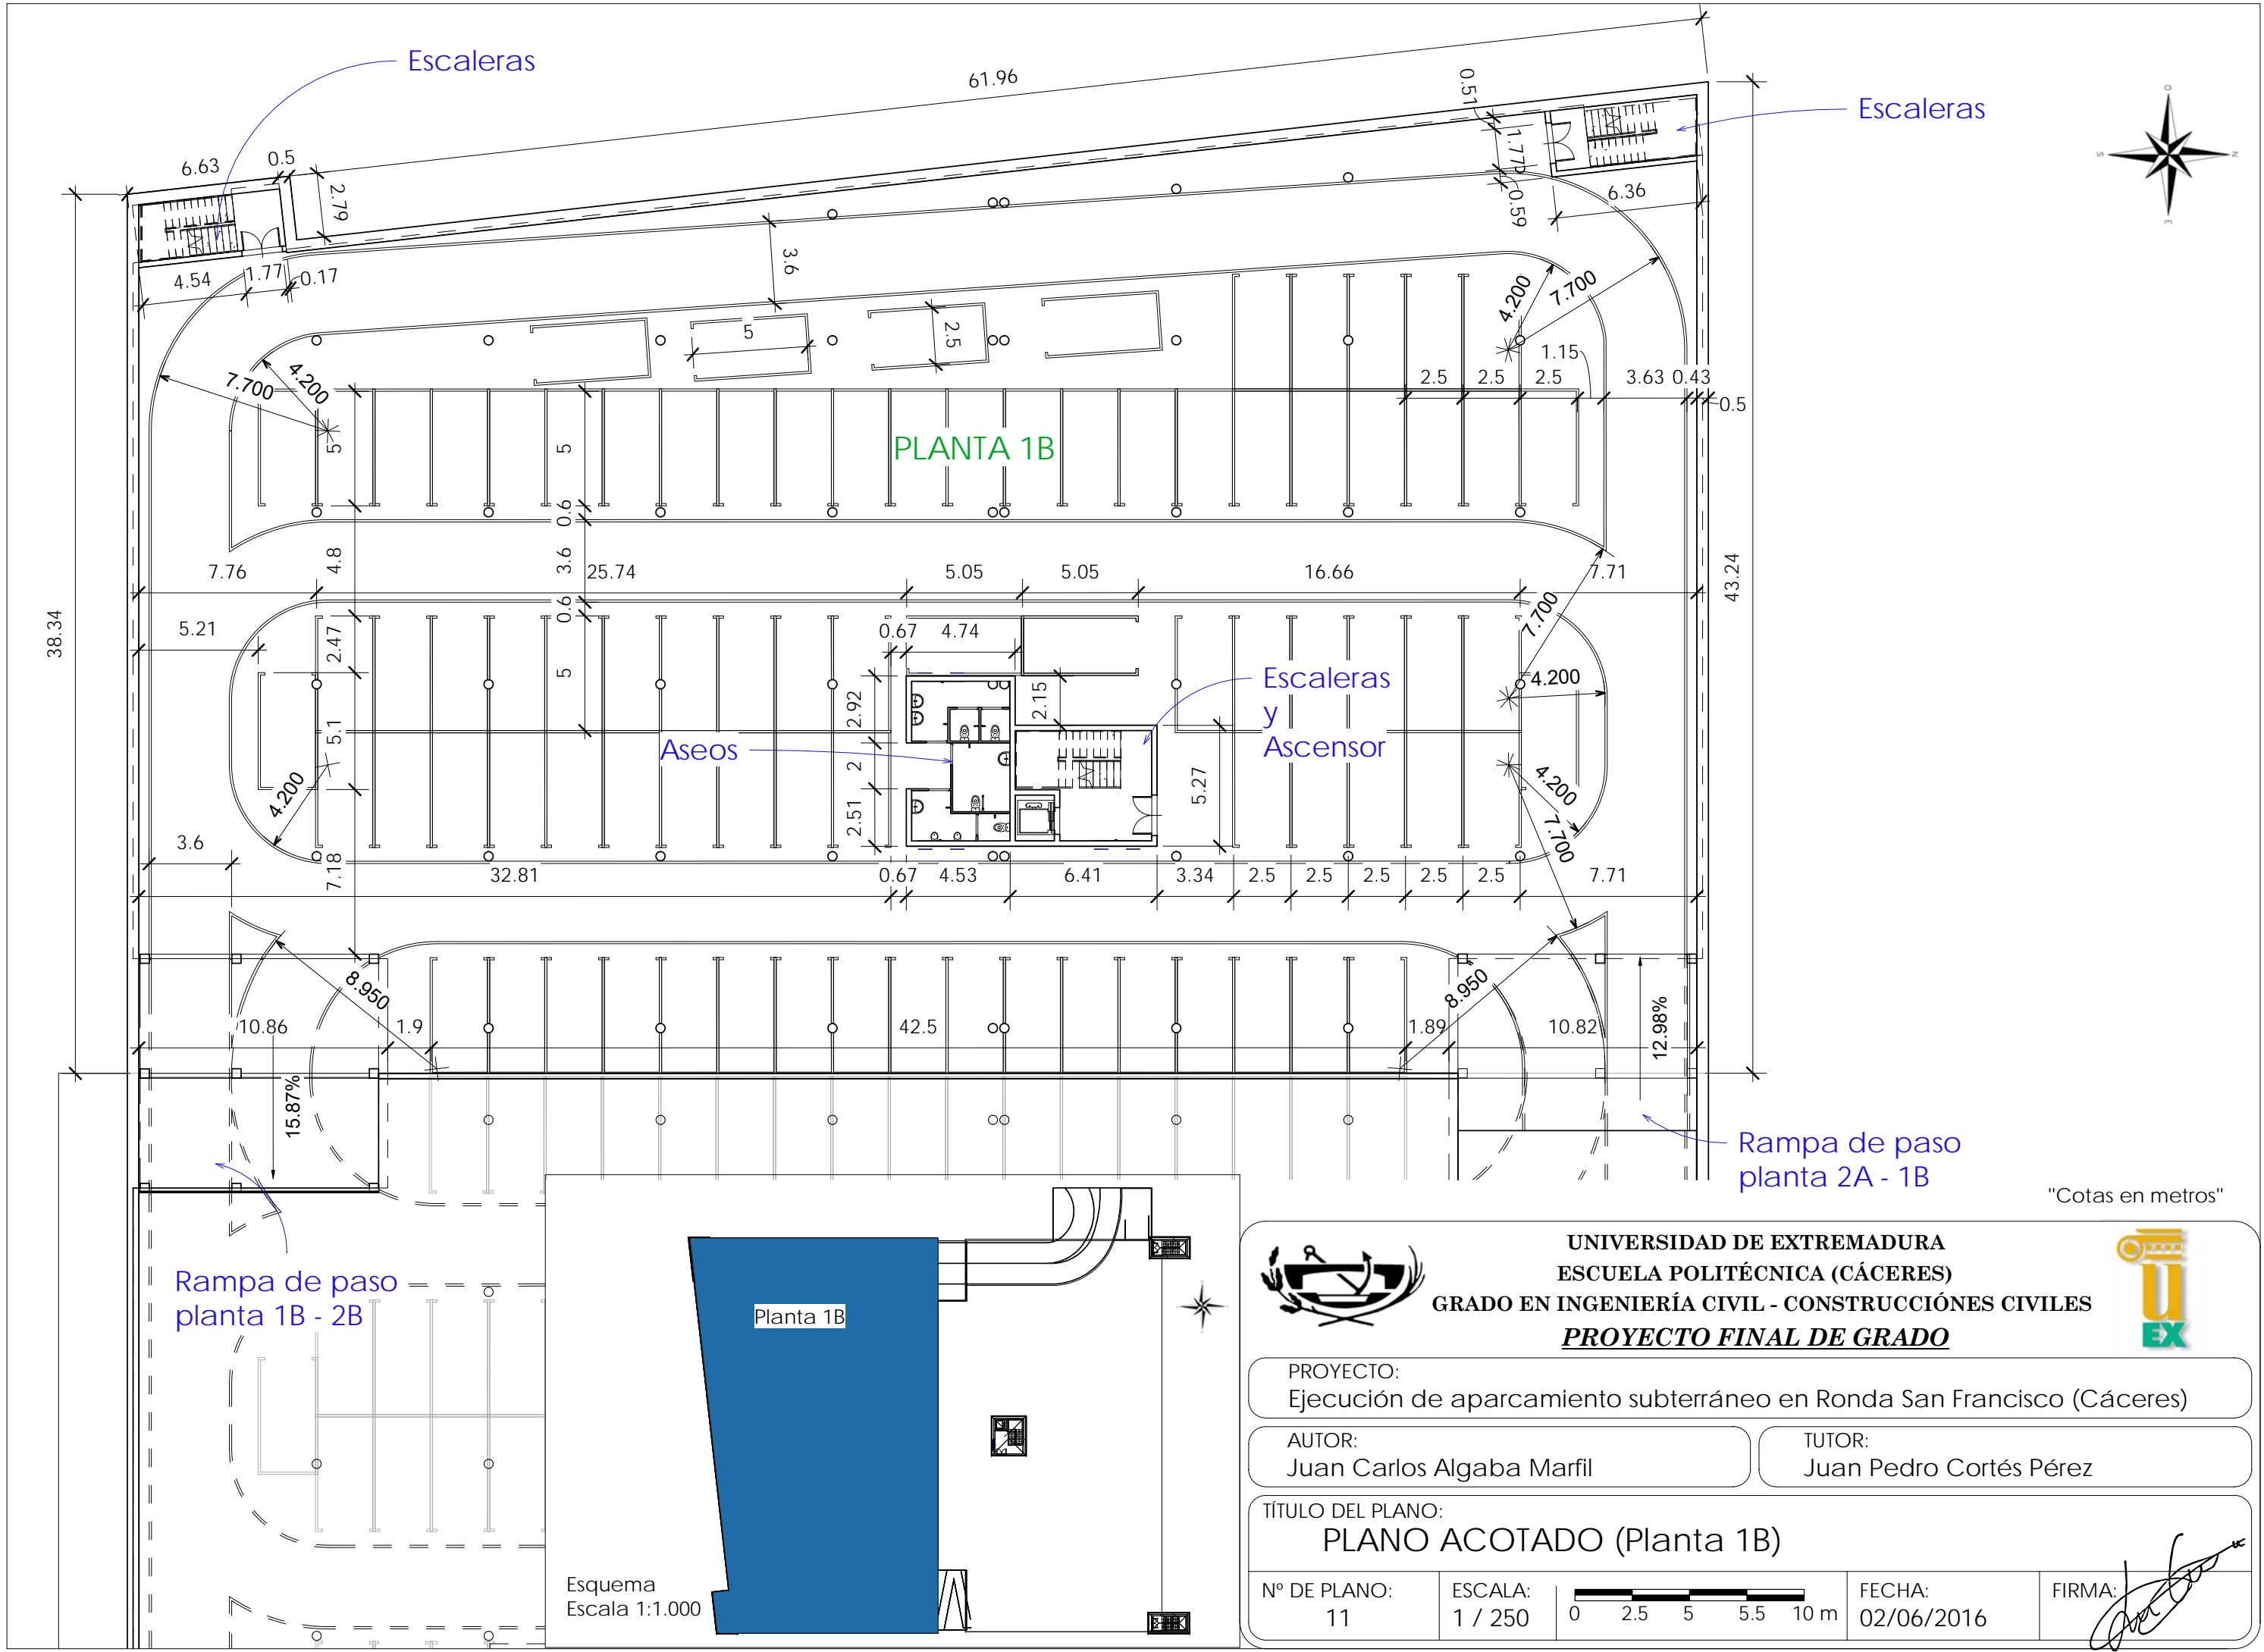 Escaleras
61.96
0.51
Escaleras
6.63
0.5
2.79
1.77
0.59
6.36
O
S
N
E
4.54
1.77
0.17
3.6
4.200
7.700
5
2.5
1.15
7.700
4.200
2.5
2.5
2.5
3.63
0.43
0.5
5
5
PLANTA 1B
0.6
7.76
4.8
3.6
25.74
5.05
5.05
16.66
7.71
43.24
38.34
0.6
7.700
5.21
2.47
0.67
4.74
5
4.200
Escaleras
y
Ascensor
2.92
2.15
5.1
Aseos
2
5.27
4.200
4.200
2.51
7.700
3.6
7.18
32.81
0.67
4.53
6.41
3.34
2.5
2.5
2.5
2.5
2.5
7.71
8.950
8.950
10.86
1.9
42.5
1.89
10.82
12.98%
15.87%
Rampa de paso
planta 2A - 1B
"Cotas en metros"
Rampa de paso
planta 1B - 2B
Planta 1B
Esquema
Escala 1:1.000
UNIVERSIDAD DE EXTREMADURA
ESCUELA POLITÉCNICA (CÁCERES)
GRADO EN INGENIERÍA CIVIL - CONSTRUCCIÓNES CIVILES
PROYECTO FINAL DE GRADO
U
EX
PROYECTO:
Ejecución de aparcamiento subterráneo en Ronda San Francisco (Cáceres)
AUTOR:
Juan Carlos Algaba Marfil
TUTOR:
Juan Pedro Cortés Pérez
TÍTULO DEL PLANO:
PLANO ACOTADO (Planta 1B)
Nº DE PLANO:
11
ESCALA:
1 / 250
0 2.5 5 5.5 10 m
FECHA:
02/06/2016
FIRMA: